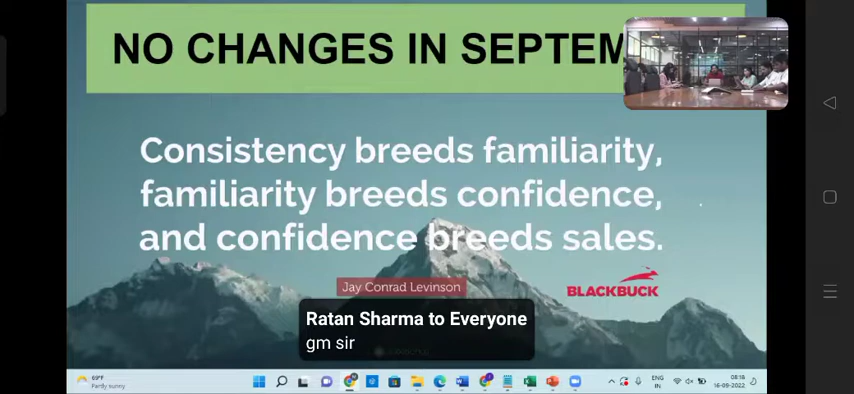 NO CHANGES IN SEPTEM
Consistency breeds familiarity,
familiarity breeds confidence,
and confidence breeds sales.
Jay Conrad Levinson
BLACKBUCK
Ratan Sharma to Everyone
gm sir
69°F
Partly sunny
ENG
IN
08:16
16-09-2022